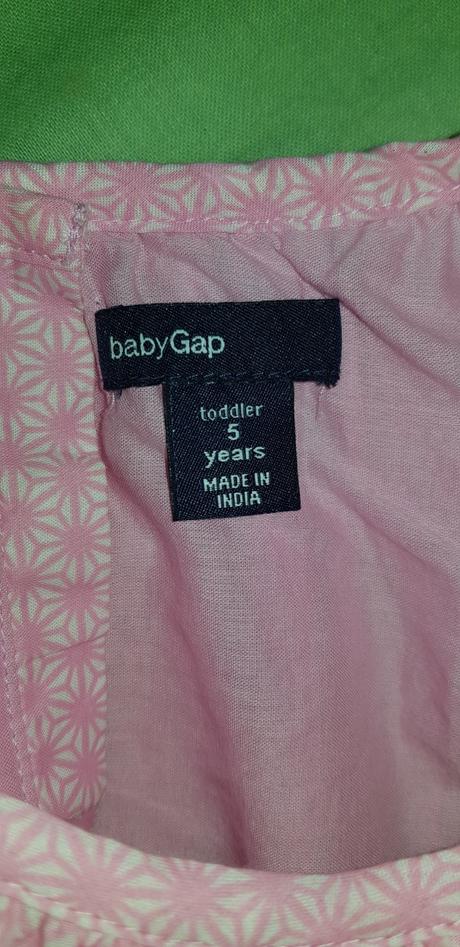 babyGap
toddler
5
years
MADE IN
INDIA